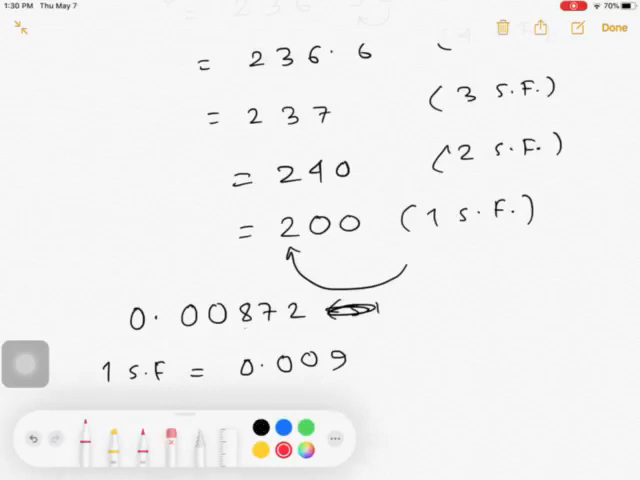 1:30 PM Thu May 7
70%
Done
= 236.6 (
= 237 (3 S.F.)
= 240 (2 S.F.)
= 200 (1 S.F.)
0.00872
1 S.F = 0.009